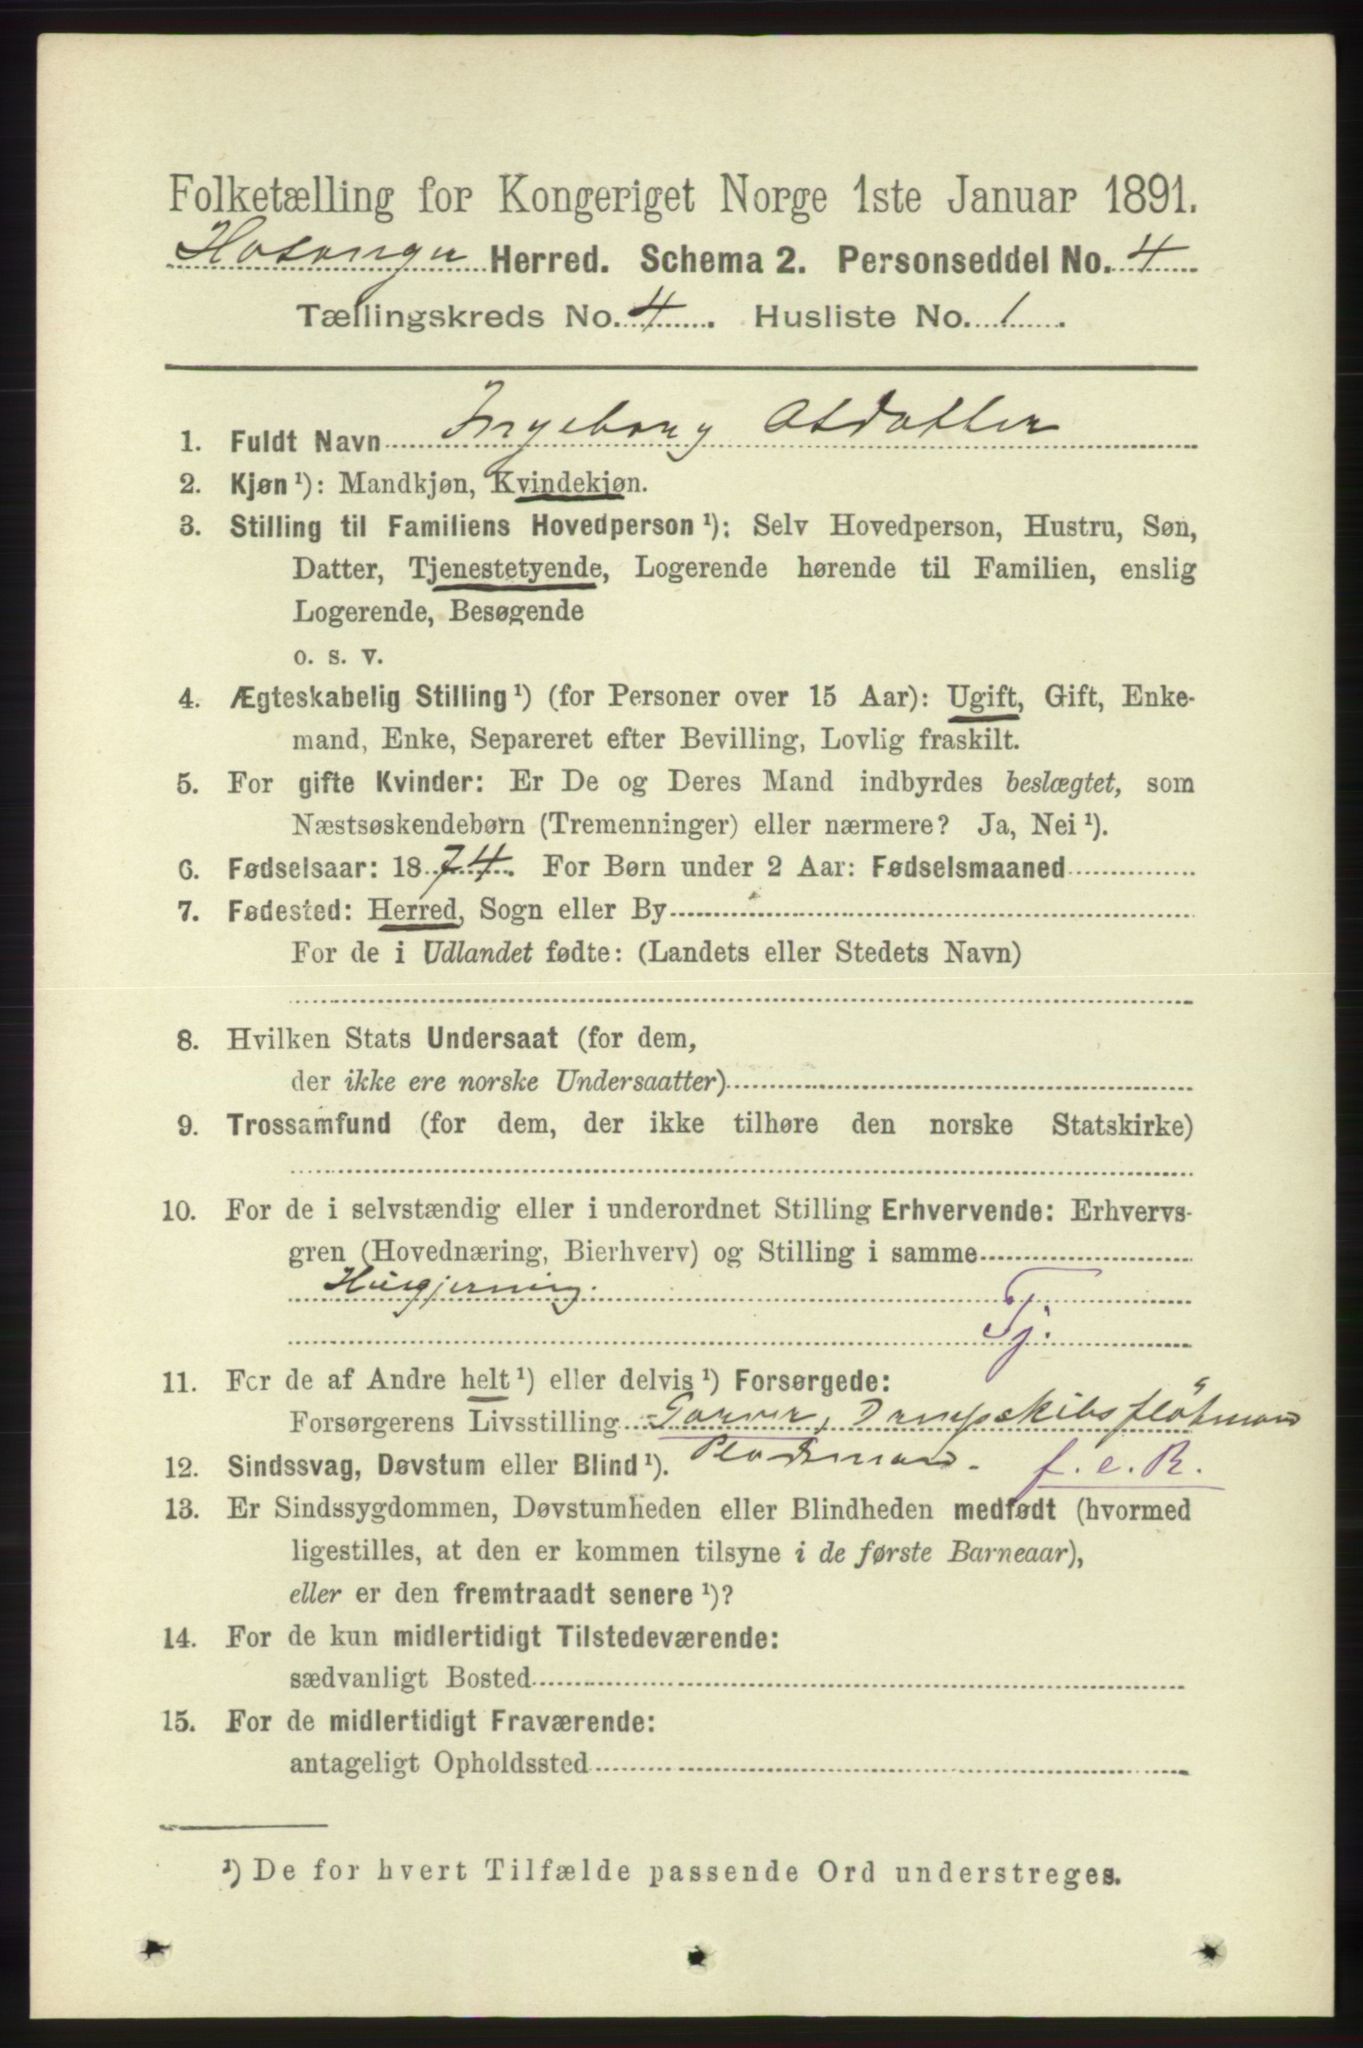 Folketælling for Kongeriget Norge 1ste Januar 1891.
Hosanger Herred. Schema 2. Personseddel No. 4
Tællingskreds No. 4. Husliste No. 1.
1. Fuldt Navn Ingeborg
2. Kjøn ¹): Mandkjøn, Kvindekjøn.
3. Stilling til Familiens Hovedperson ¹): Selv Hovedperson, Hustru, Søn,
Datter, Tjenestetyende, Logerende hørende til Familien, enslig
Logerende, Besøgende
o. s. v.
4. Ægteskabelig Stilling ¹) (for Personer over 15 Aar): Ugift, Gift, Enke-
mand, Enke, Separeret efter Bevilling, Lovlig fraskilt.
5. For gifte Kvinder: Er De og Deres Mand indbyrdes beslægtet, som
Næstsøskendebørn (Tremenninger) eller nærmere? Ja, Nei ¹).
6. Fødselsaar: 1874. For Børn under 2 Aar: Fødselsmaaned
7. Fødested: Herred, Sogn eller By
For de i Udlandet fødte: (Landets eller Stedets Navn)
8. Hvilken Stats Undersaat (for dem,
der ikke ere norske Undersaatter)
9. Trossamfund (for dem, der ikke tilhøre den norske Statskirke)
10. For de i selvstændig eller i underordnet Stilling Erhvervende: Erhvervs-
gren (Hovednæring, Bierhverv) og Stilling i samme
Husgjerning.
Tj:
11. For de af Andre helt ¹) eller delvis ¹) Forsørgede:
Forsørgerens Livsstilling
12. Sindssvag, Døvstum eller Blind ¹). f. e. R.
13. Er Sindssygdommen, Døvstumheden eller Blindheden medfødt (hvormed
ligestilles, at den er kommen tilsyne i de første Barneaar),
eller er den fremtraadt senere ¹)?
14. For de kun midlertidigt Tilstedeværende:
sædvanligt Bosted
15. For de midlertidigt Fraværende:
antageligt Opholdssted
¹) De for hvert Tilfælde passende Ord understreges.